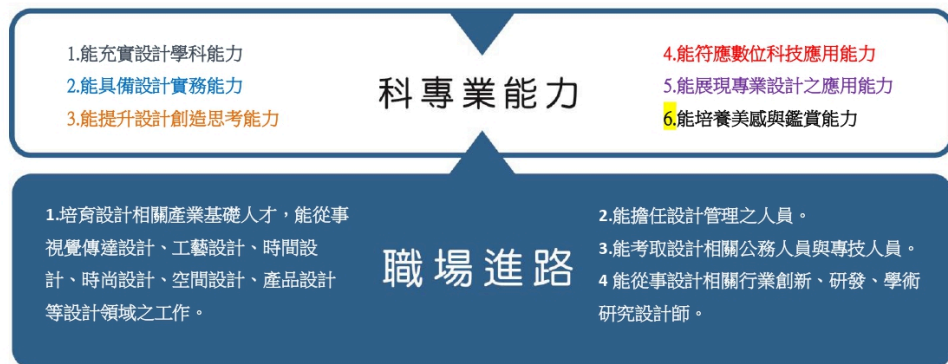 1.能充實設計學科能力
2.能具備設計實務能力
3.能提升設計創造思考能力
科專業能力
4.能符應數位科技應用能力
5.能展現專業設計之應用能力
6.能培養美感與鑑賞能力
1.培育設計相關產業基礎人才，能從事
視覺傳達設計、工藝設計、時間設
計、時尚設計、空間設計、產品設計
等設計領域之工作。
職場進路
2.能擔任設計管理之人員。
3.能考取設計相關公務人員與專技人員。
4 能從事設計相關行業創新、研發、學術
研究設計師。